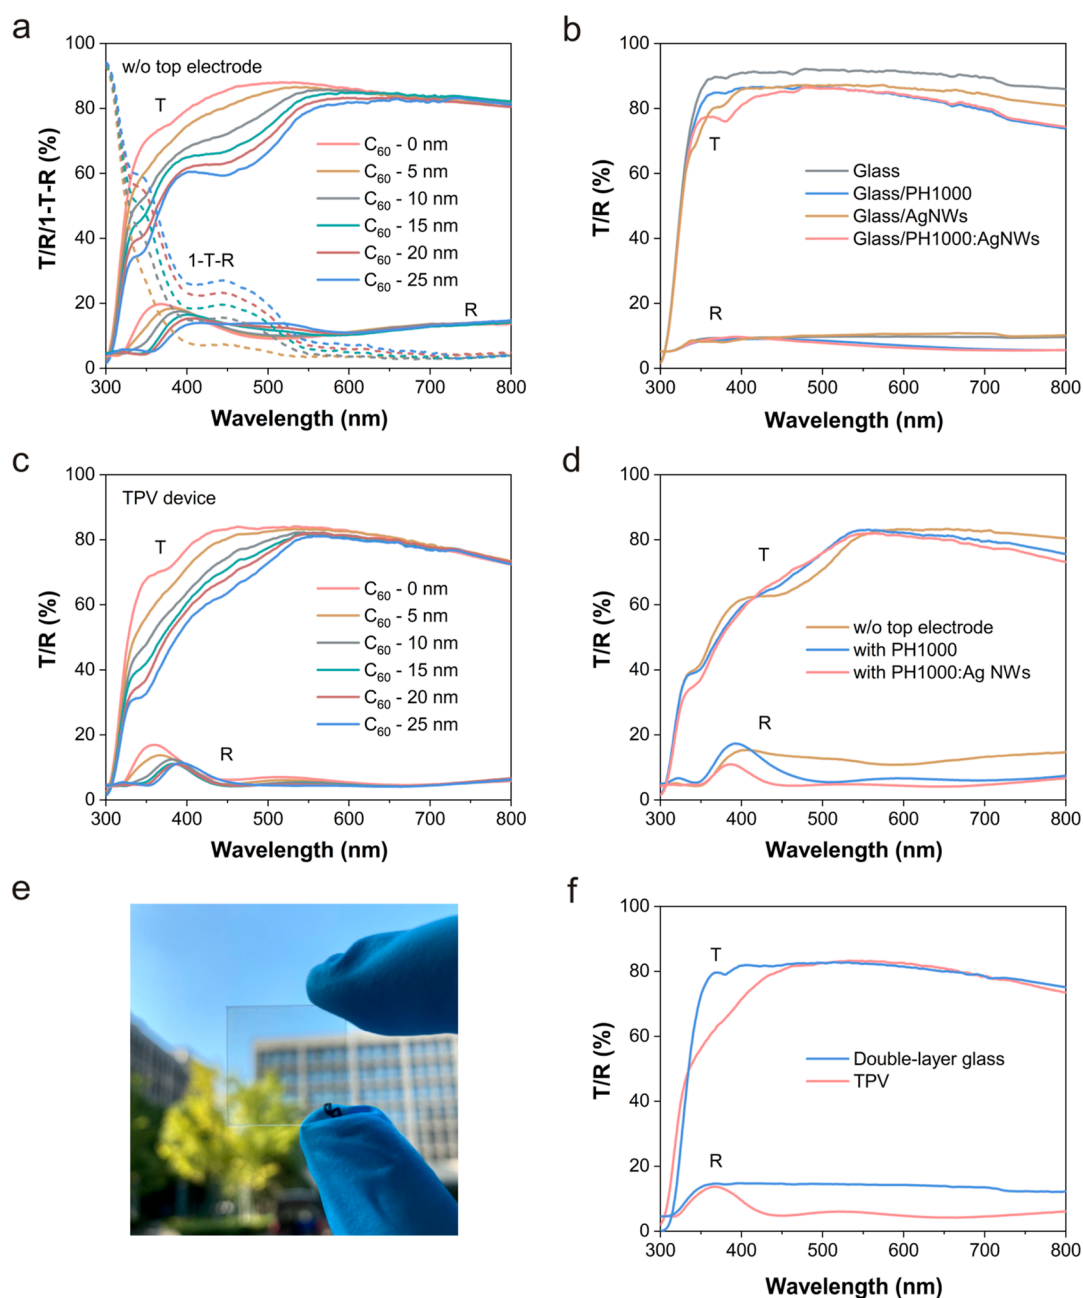 a
100
80
60
40
20
0
T/R/1-T-R (%)
w/o top electrode
T
C₆₀ - 0 nm
C₆₀ - 5 nm
C₆₀ - 10 nm
C₆₀ - 15 nm
C₆₀ - 20 nm
C₆₀ - 25 nm
1-T-R
R
300 400 500 600 700 800
Wavelength (nm)
b
100
80
60
40
20
0
T/R (%)
T
Glass
Glass/PH1000
Glass/AgNWs
Glass/PH1000:AgNWs
R
300 400 500 600 700 800
Wavelength (nm)
c
100
80
60
40
20
0
T/R (%)
TPV device
T
C₆₀ - 0 nm
C₆₀ - 5 nm
C₆₀ - 10 nm
C₆₀ - 15 nm
C₆₀ - 20 nm
C₆₀ - 25 nm
R
300 400 500 600 700 800
Wavelength (nm)
d
100
80
60
40
20
0
T/R (%)
T
w/o top electrode
with PH1000
with PH1000:Ag NWs
R
300 400 500 600 700 800
Wavelength (nm)
e
f
100
80
60
40
20
0
T/R (%)
T
Double-layer glass
TPV
R
300 400 500 600 700 800
Wavelength (nm)